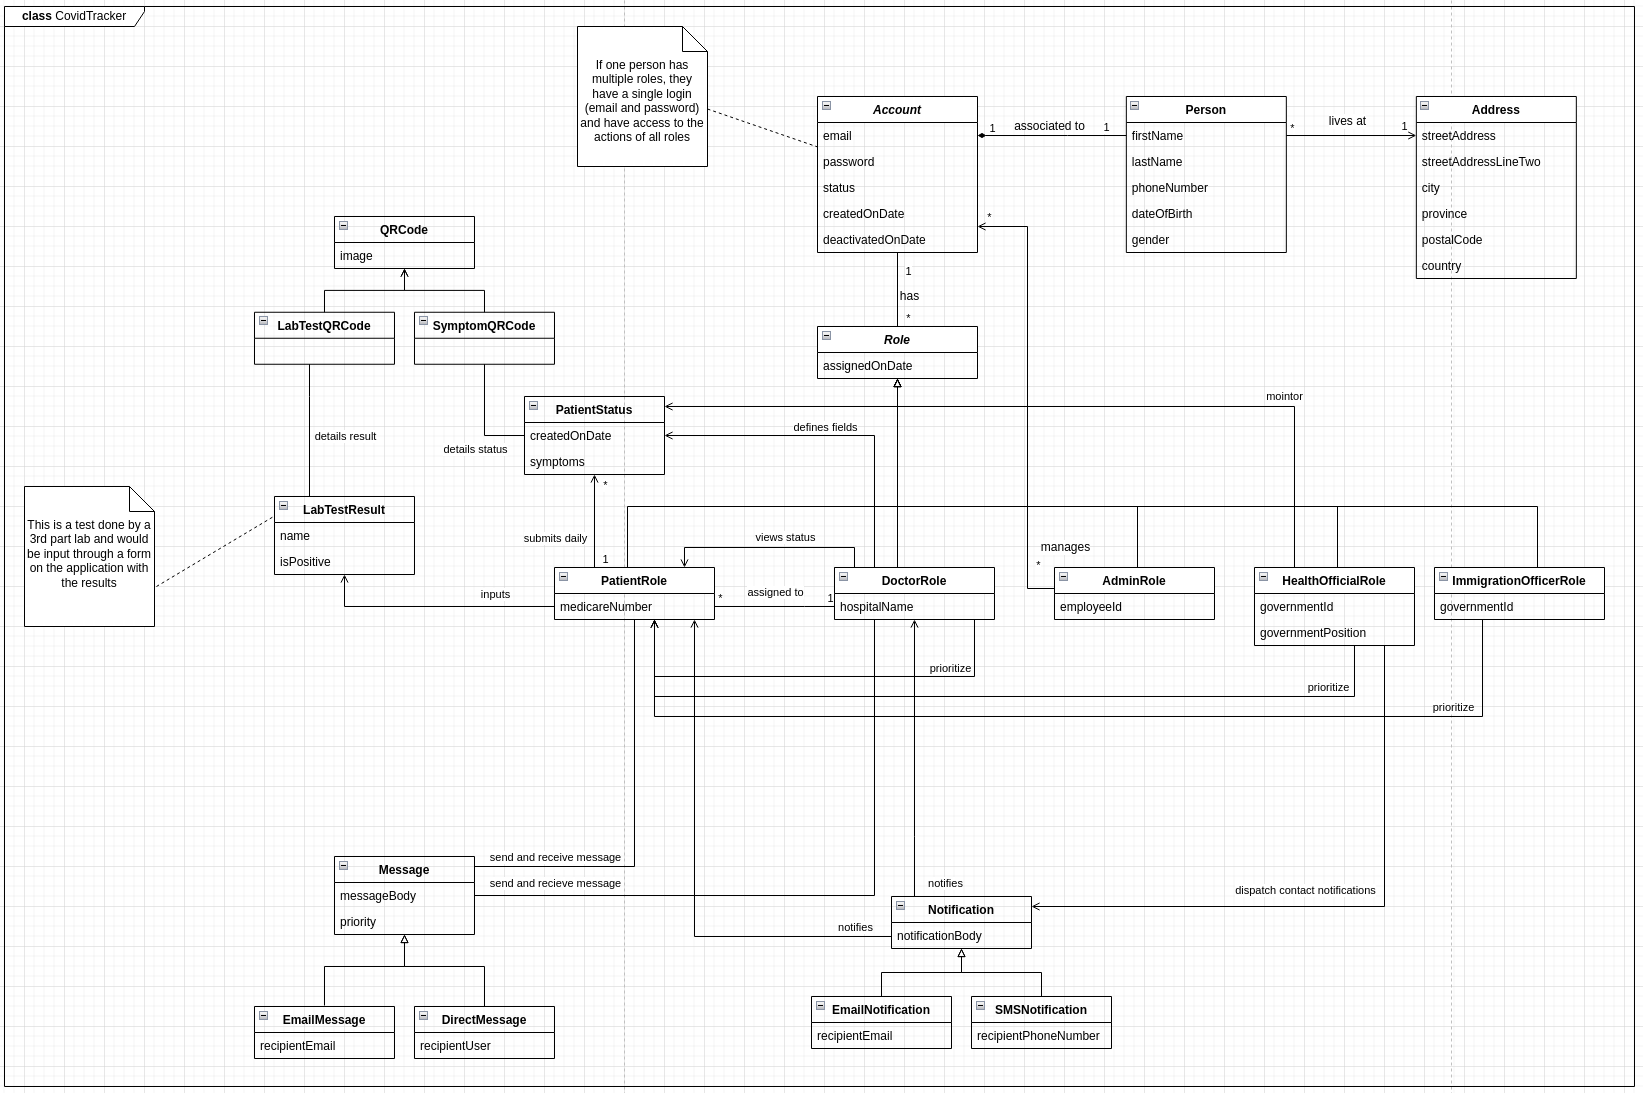 class CovidTracker
If one person has
multiple roles, they
have a single login
(email and password)
and have access to the
actions of all roles
Account
email
password
status
createdOnDate
deactivatedOnDate
1
associated to
1
Person
firstName
lastName
phoneNumber
dateOfBirth
gender
*
lives at
1
Address
streetAddress
streetAddressLineTwo
city
province
postalCode
country
*
1
has
*
QRCode
image
LabTestQRCode
SymptomQRCode
Role
assignedOnDate
details result
details status
PatientStatus
createdOnDate
symptoms
mointor
defines fields
*
submits daily
1
This is a test done by a
3rd part lab and would
be input through a form
on the application with
the results
LabTestResult
name
isPositive
inputs
views status
manages
*
PatientRole
medicareNumber
*
assigned to
1
DoctorRole
hospitalName
AdminRole
employeeId
HealthOfficialRole
governmentId
governmentPosition
ImmigrationOfficerRole
governmentId
prioritize
prioritize
prioritize
Message
messageBody
priority
send and receive message
send and recieve message
notifies
notifies
dispatch contact notifications
Notification
notificationBody
EmailMessage
recipientEmail
DirectMessage
recipientUser
EmailNotification
recipientEmail
SMSNotification
recipientPhoneNumber